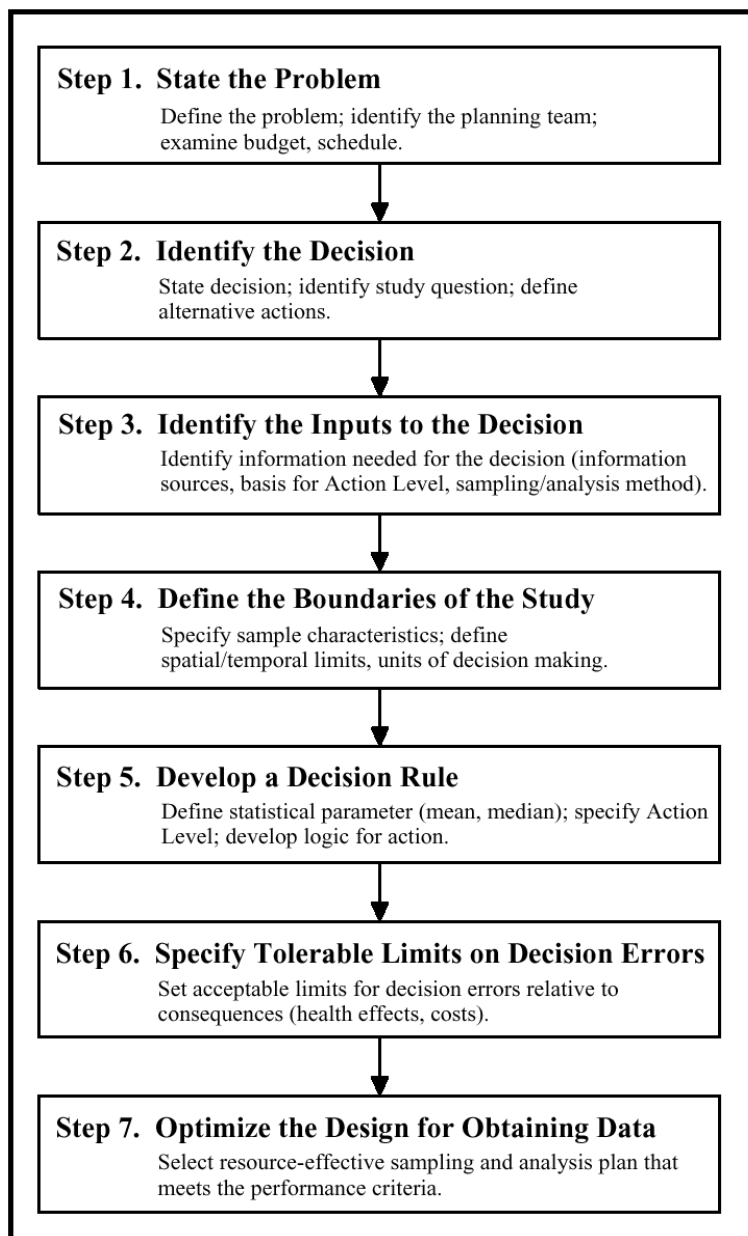 Step 1.  State the Problem
Define the problem; identify the planning team;
examine budget, schedule.
Step 2.  Identify the Decision
State decision; identify study question; define
alternative actions.
Step 3.  Identify the Inputs to the Decision
Identify information needed for the decision (information
sources, basis for Action Level, sampling/analysis method).
Step 4.  Define the Boundaries of the Study
Specify sample characteristics; define
spatial/temporal limits, units of decision making.
Step 5.  Develop a Decision Rule
Define statistical parameter (mean, median); specify Action
Level; develop logic for action.
Step 6.  Specify Tolerable Limits on Decision Errors
Set acceptable limits for decision errors relative to
consequences (health effects, costs).
Step 7.  Optimize the Design for Obtaining Data
Select resource-effective sampling and analysis plan that
meets the performance criteria.